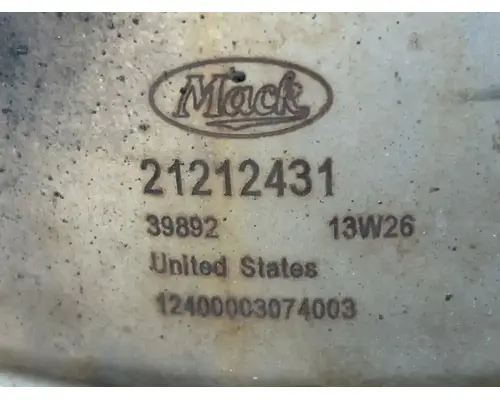 Mack
21212431
39892 13W26
United States
12400003074003